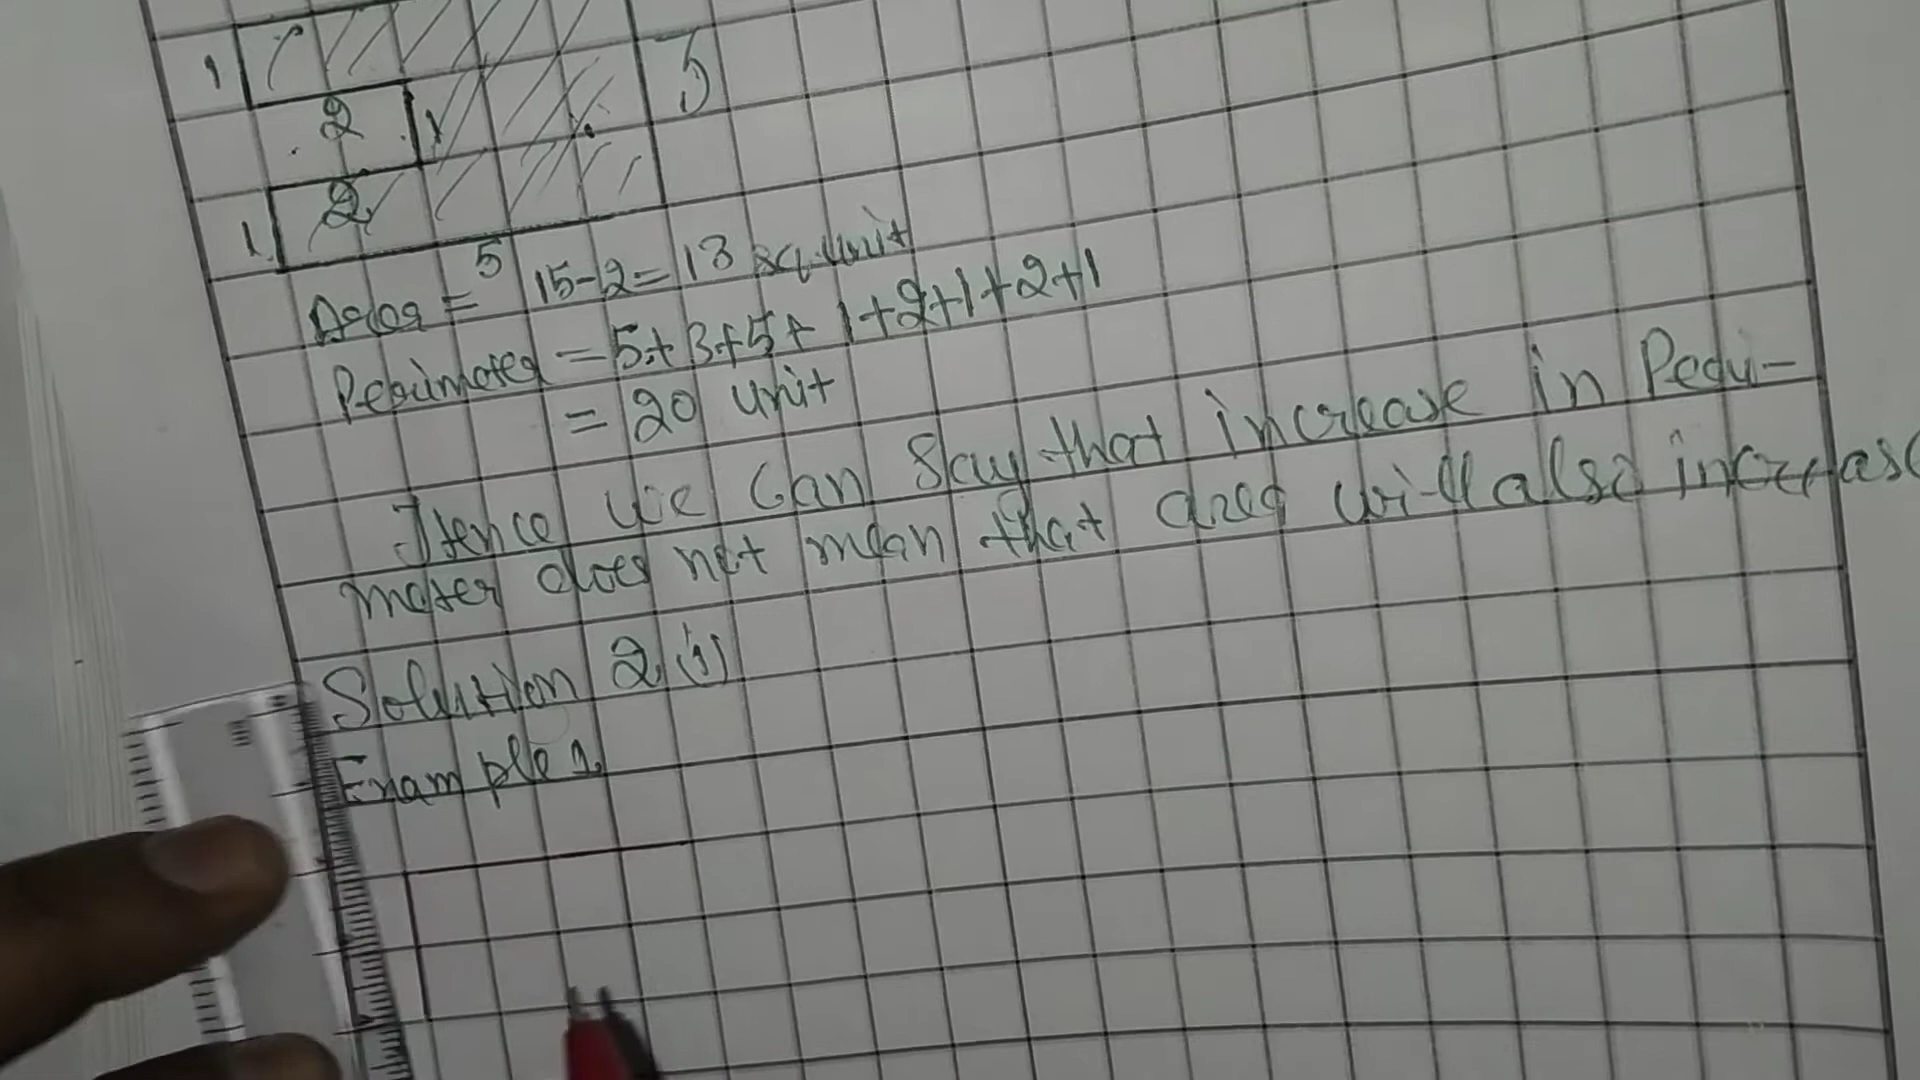 1
3
2 1
2
1
5
Area = 15-2=13 sq. unit
Perimeter = 5+3+5+1+2+1+2+1
= 20 unit
Hence we can say that increase in Peri-
meter does not mean that area will also increase
Solution 2.(i)
Example 1.